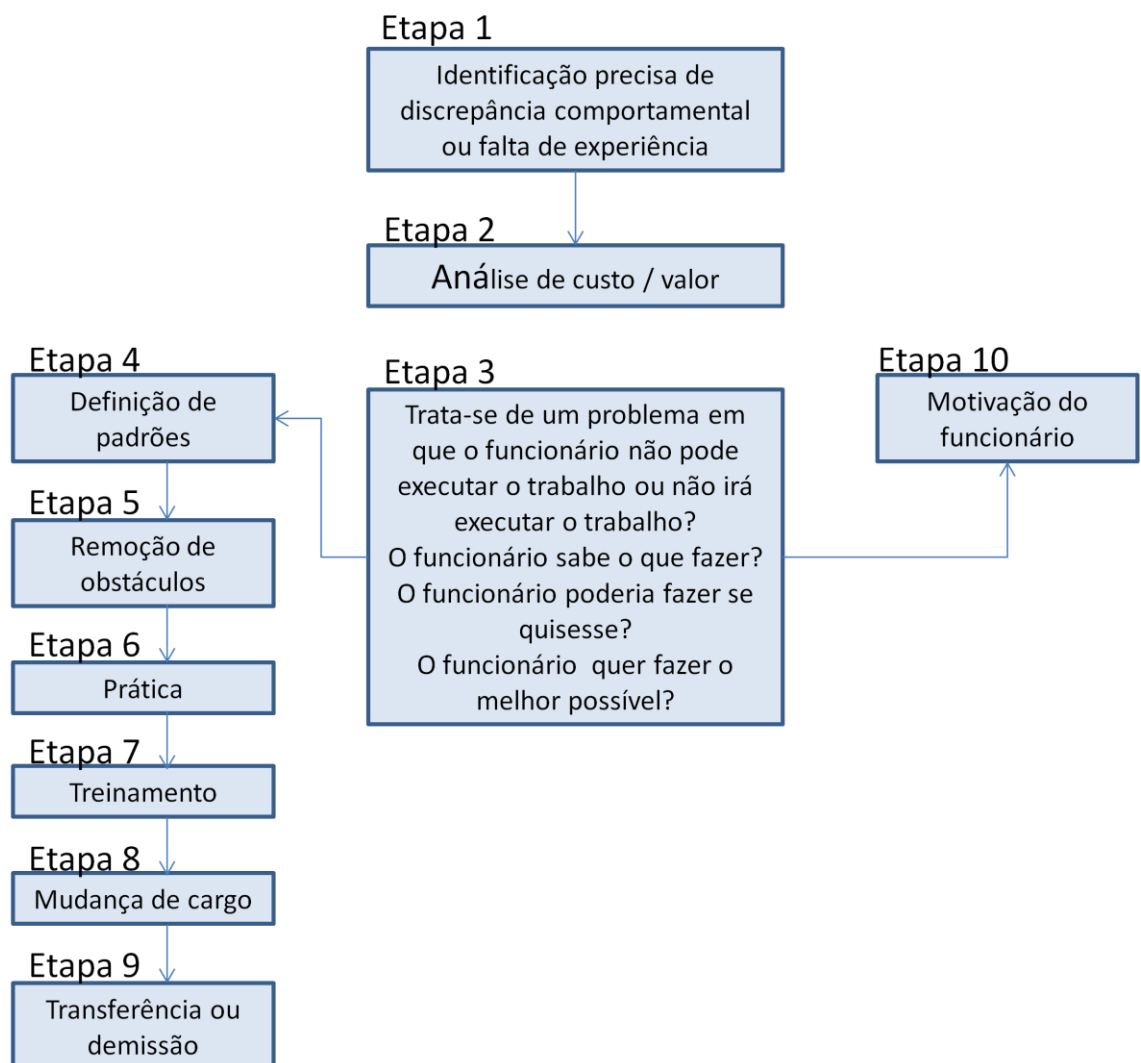 Etapa 1
Identificação precisa de
discrepância comportamental
ou falta de experiência
Etapa 2
Análise de custo / valor
Etapa 3
Trata-se de um problema em
que o funcionário não pode
executar o trabalho ou não irá
executar o trabalho?
O funcionário sabe o que fazer?
O funcionário poderia fazer se
quisesse?
O funcionário quer fazer o
melhor possível?
Etapa 4
Definição de
padrões
Etapa 5
Remoção de
obstáculos
Etapa 6
Prática
Etapa 7
Treinamento
Etapa 8
Mudança de cargo
Etapa 9
Transferência ou
demissão
Etapa 10
Motivação do
funcionário